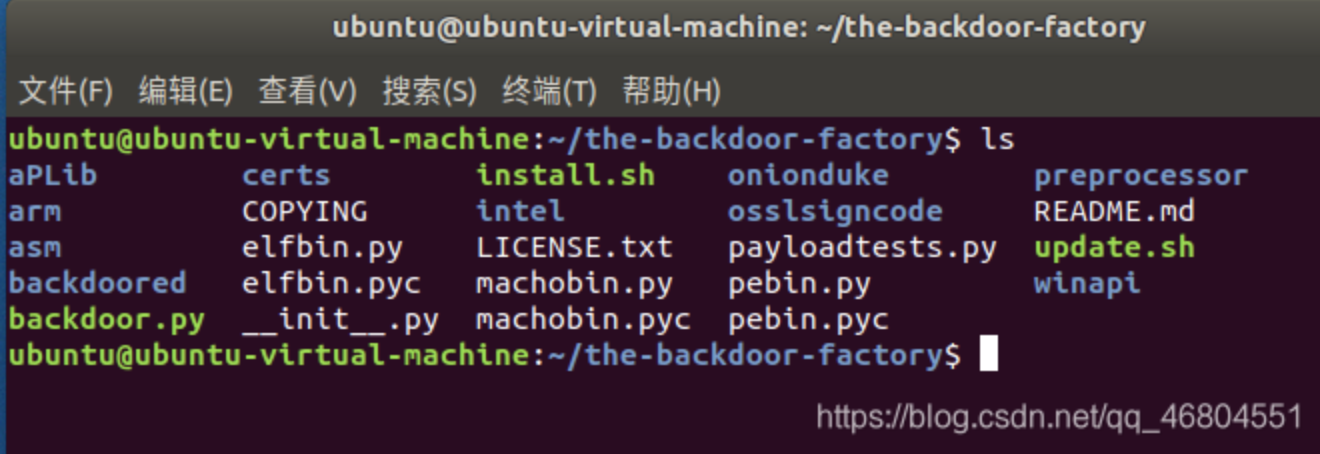 ubuntu@ubuntu-virtual-machine: ~/the-backdoor-factory
文件(F) 编辑(E) 查看(V) 搜索(S) 终端(T) 帮助(H)
ubuntu@ubuntu-virtual-machine:~/the-backdoor-factory$ ls
aPLib certs install.sh onionduke preprocessor
arm COPYING intel osslsigncode README.md
asm elfbin.py LICENSE.txt payloadtests.py update.sh
backdoored elfbin.pyc machobin.py pebin.py winapi
backdoor.py __init__.py machobin.pyc pebin.pyc
ubuntu@ubuntu-virtual-machine:~/the-backdoor-factory$
https://blog.csdn.net/qq_46804551